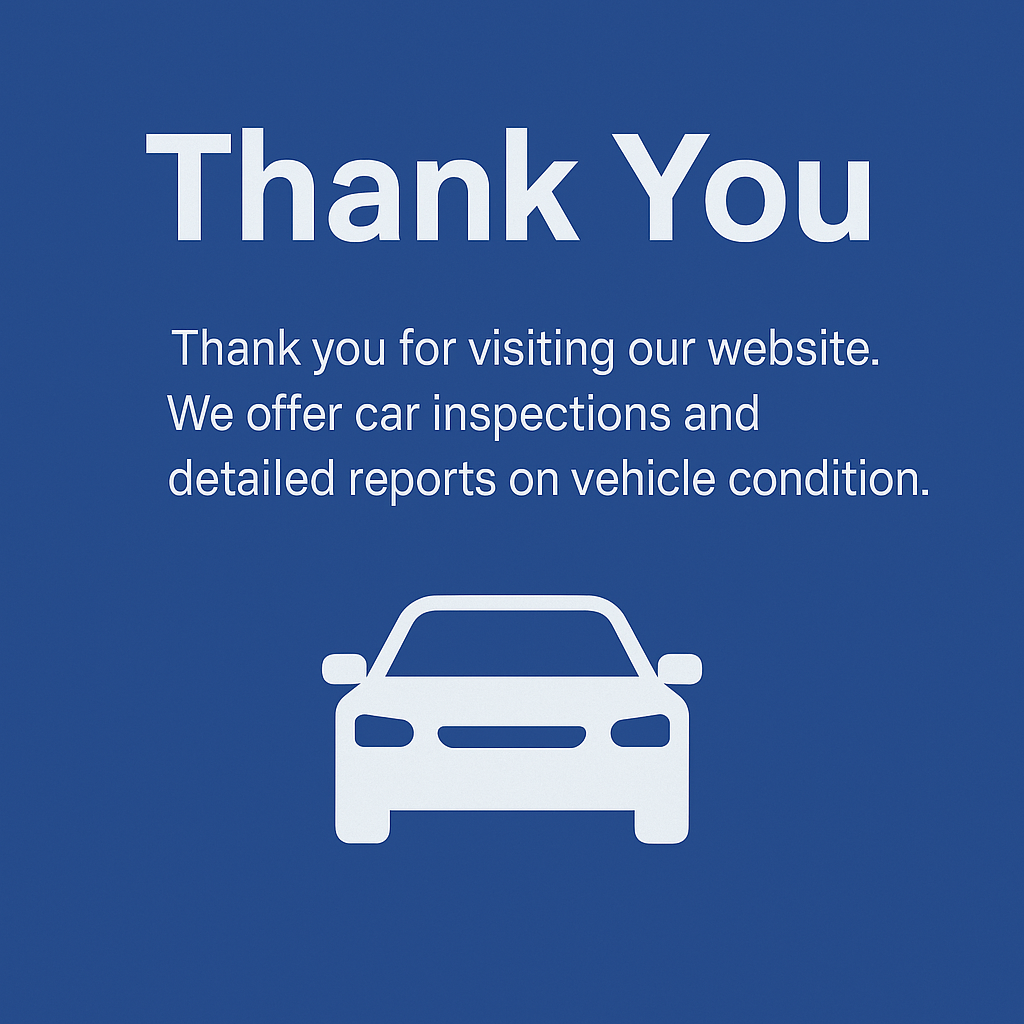 Thank You
Thank you for visiting our website.
We offer car inspections and
detailed reports on vehicle condition.